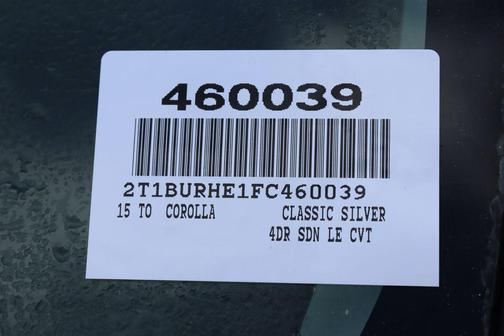 460039
2T1BURHE1FC460039
15 TO COROLLA CLASSIC SILVER
4DR SDN LE CVT